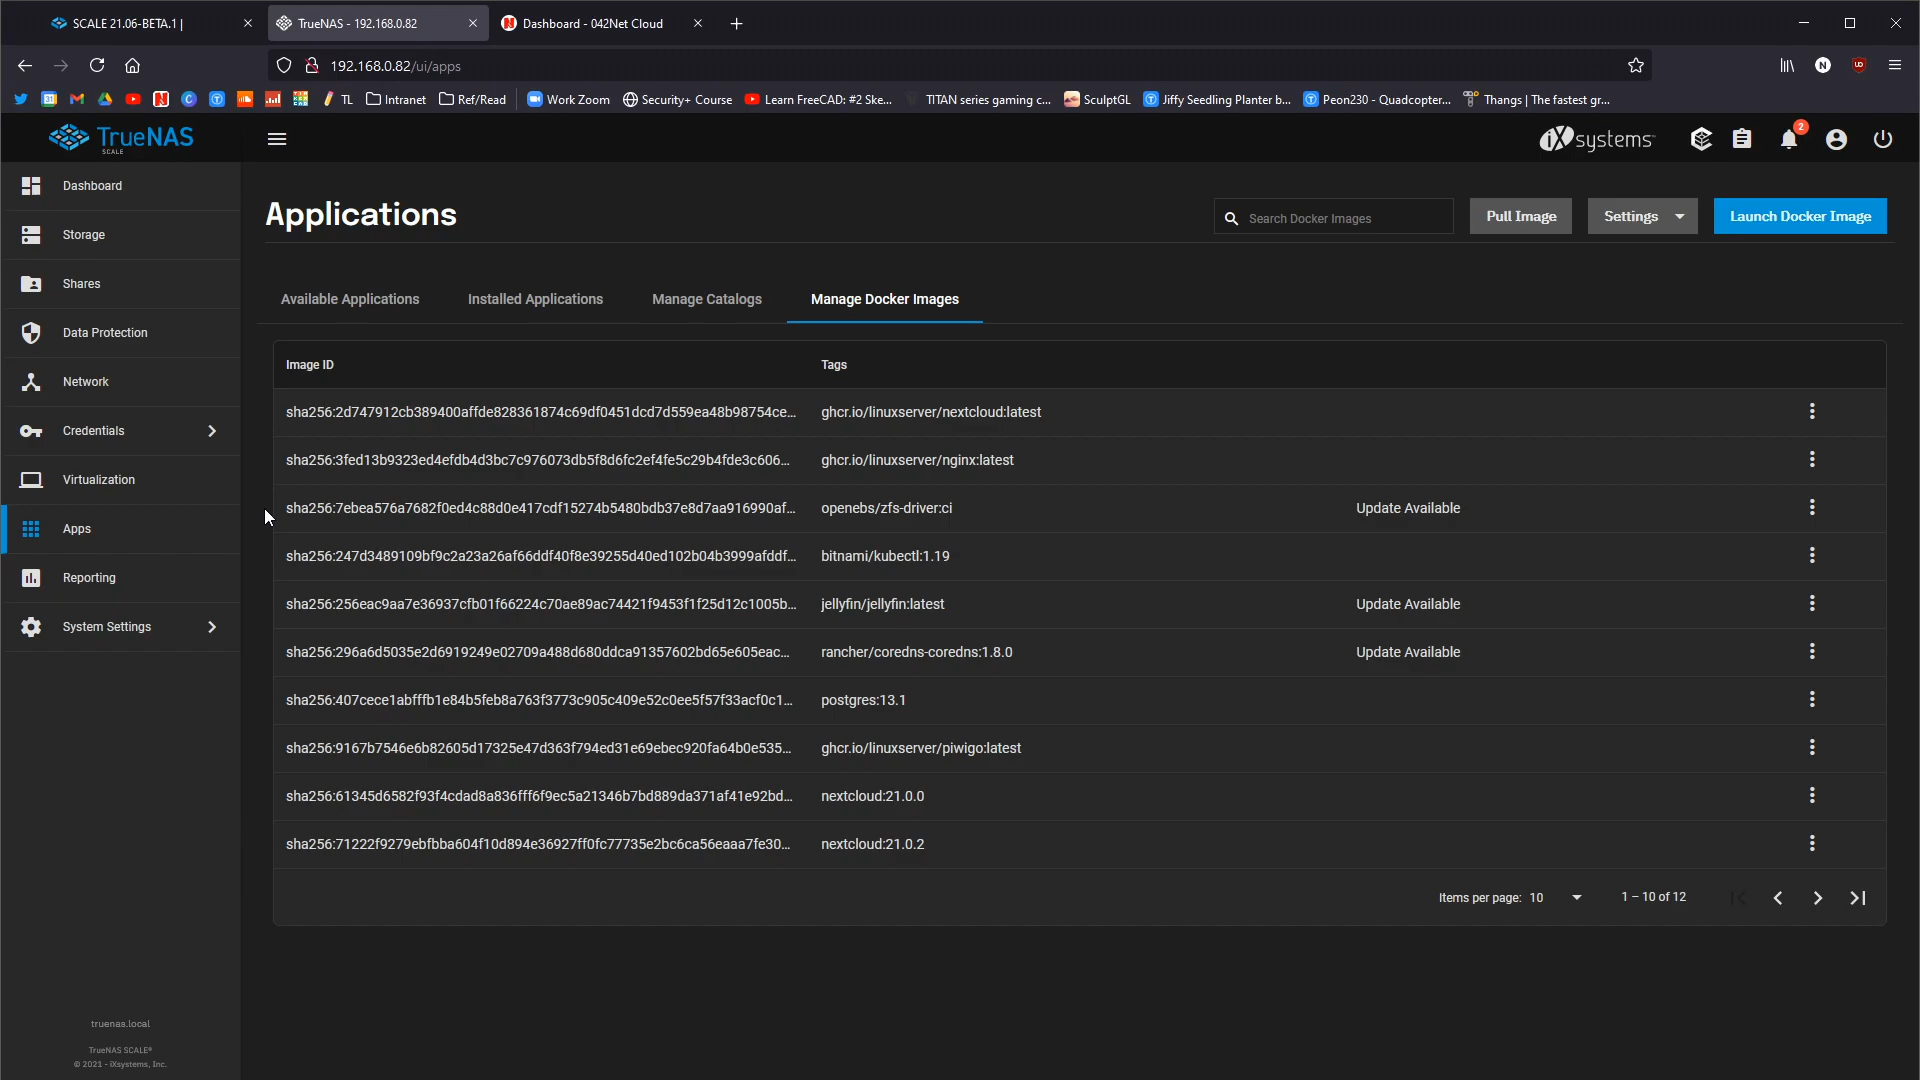 SCALE 21.06-BETA.1 |
TrueNAS - 192.168.0.82
Dashboard - 042Net Cloud
192.168.0.82/ui/apps
TL
Intranet
Ref/Read
Work Zoom
Security+ Course
Learn FreeCAD: #2 Ske...
TITAN series gaming c...
SculptGL
Jiffy Seedling Planter b...
Peon230 - Quadcopter...
Thangs | The fastest gr...
TrueNAS
SCALE
iXsystems
2
Dashboard
Storage
Shares
Data Protection
Network
Credentials
Virtualization
Apps
Reporting
System Settings
truenas.local
TrueNAS SCALE®
© 2021 - iXsystems, Inc.
Applications
Search Docker Images
Pull Image
Settings
Launch Docker Image
Available Applications
Installed Applications
Manage Catalogs
Manage Docker Images
Image ID Tags
sha256:2d747912cb389400affde828361874c69df0451dcd7d559ea48b98754ce... ghcr.io/linuxserver/nextcloud:latest
sha256:3fed13b9323ed4efdb4d3bc7c976073db5f8d6fc2ef4fe5c29b4fde3c606... ghcr.io/linuxserver/nginx:latest
sha256:7ebea576a7682f0ed4c88d0e417cdf15274b5480bdb37e8d7aa916990af... openebs/zfs-driver:ci Update Available
sha256:247d3489109bf9c2a23a26af66ddf40f8e39255d40ed102b04b3999afddf... bitnami/kubectl:1.19
sha256:256eac9aa7e36937cfb01f66224c70ae89ac74421f9453f1f25d12c1005b... jellyfin/jellyfin:latest Update Available
sha256:296a6d5035e2d6919249e02709a488d680ddca91357602bd65e605eac... rancher/coredns-coredns:1.8.0 Update Available
sha256:407cece1abfffb1e84b5feb8a763f3773c905c409e52c0ee5f57f33acf0c1... postgres:13.1
sha256:9167b7546e6b82605d17325e47d363f794ed31e69ebec920fa64b0e535... ghcr.io/linuxserver/piwigo:latest
sha256:61345d6582f93f4cdad8a836fff6f9ec5a21346b7bd889da371af41e92bd... nextcloud:21.0.0
sha256:71222f9279ebfbba604f10d894e36927ff0fc77735e2bc6ca56eaaa7fe30... nextcloud:21.0.2
Items per page: 10
1 – 10 of 12